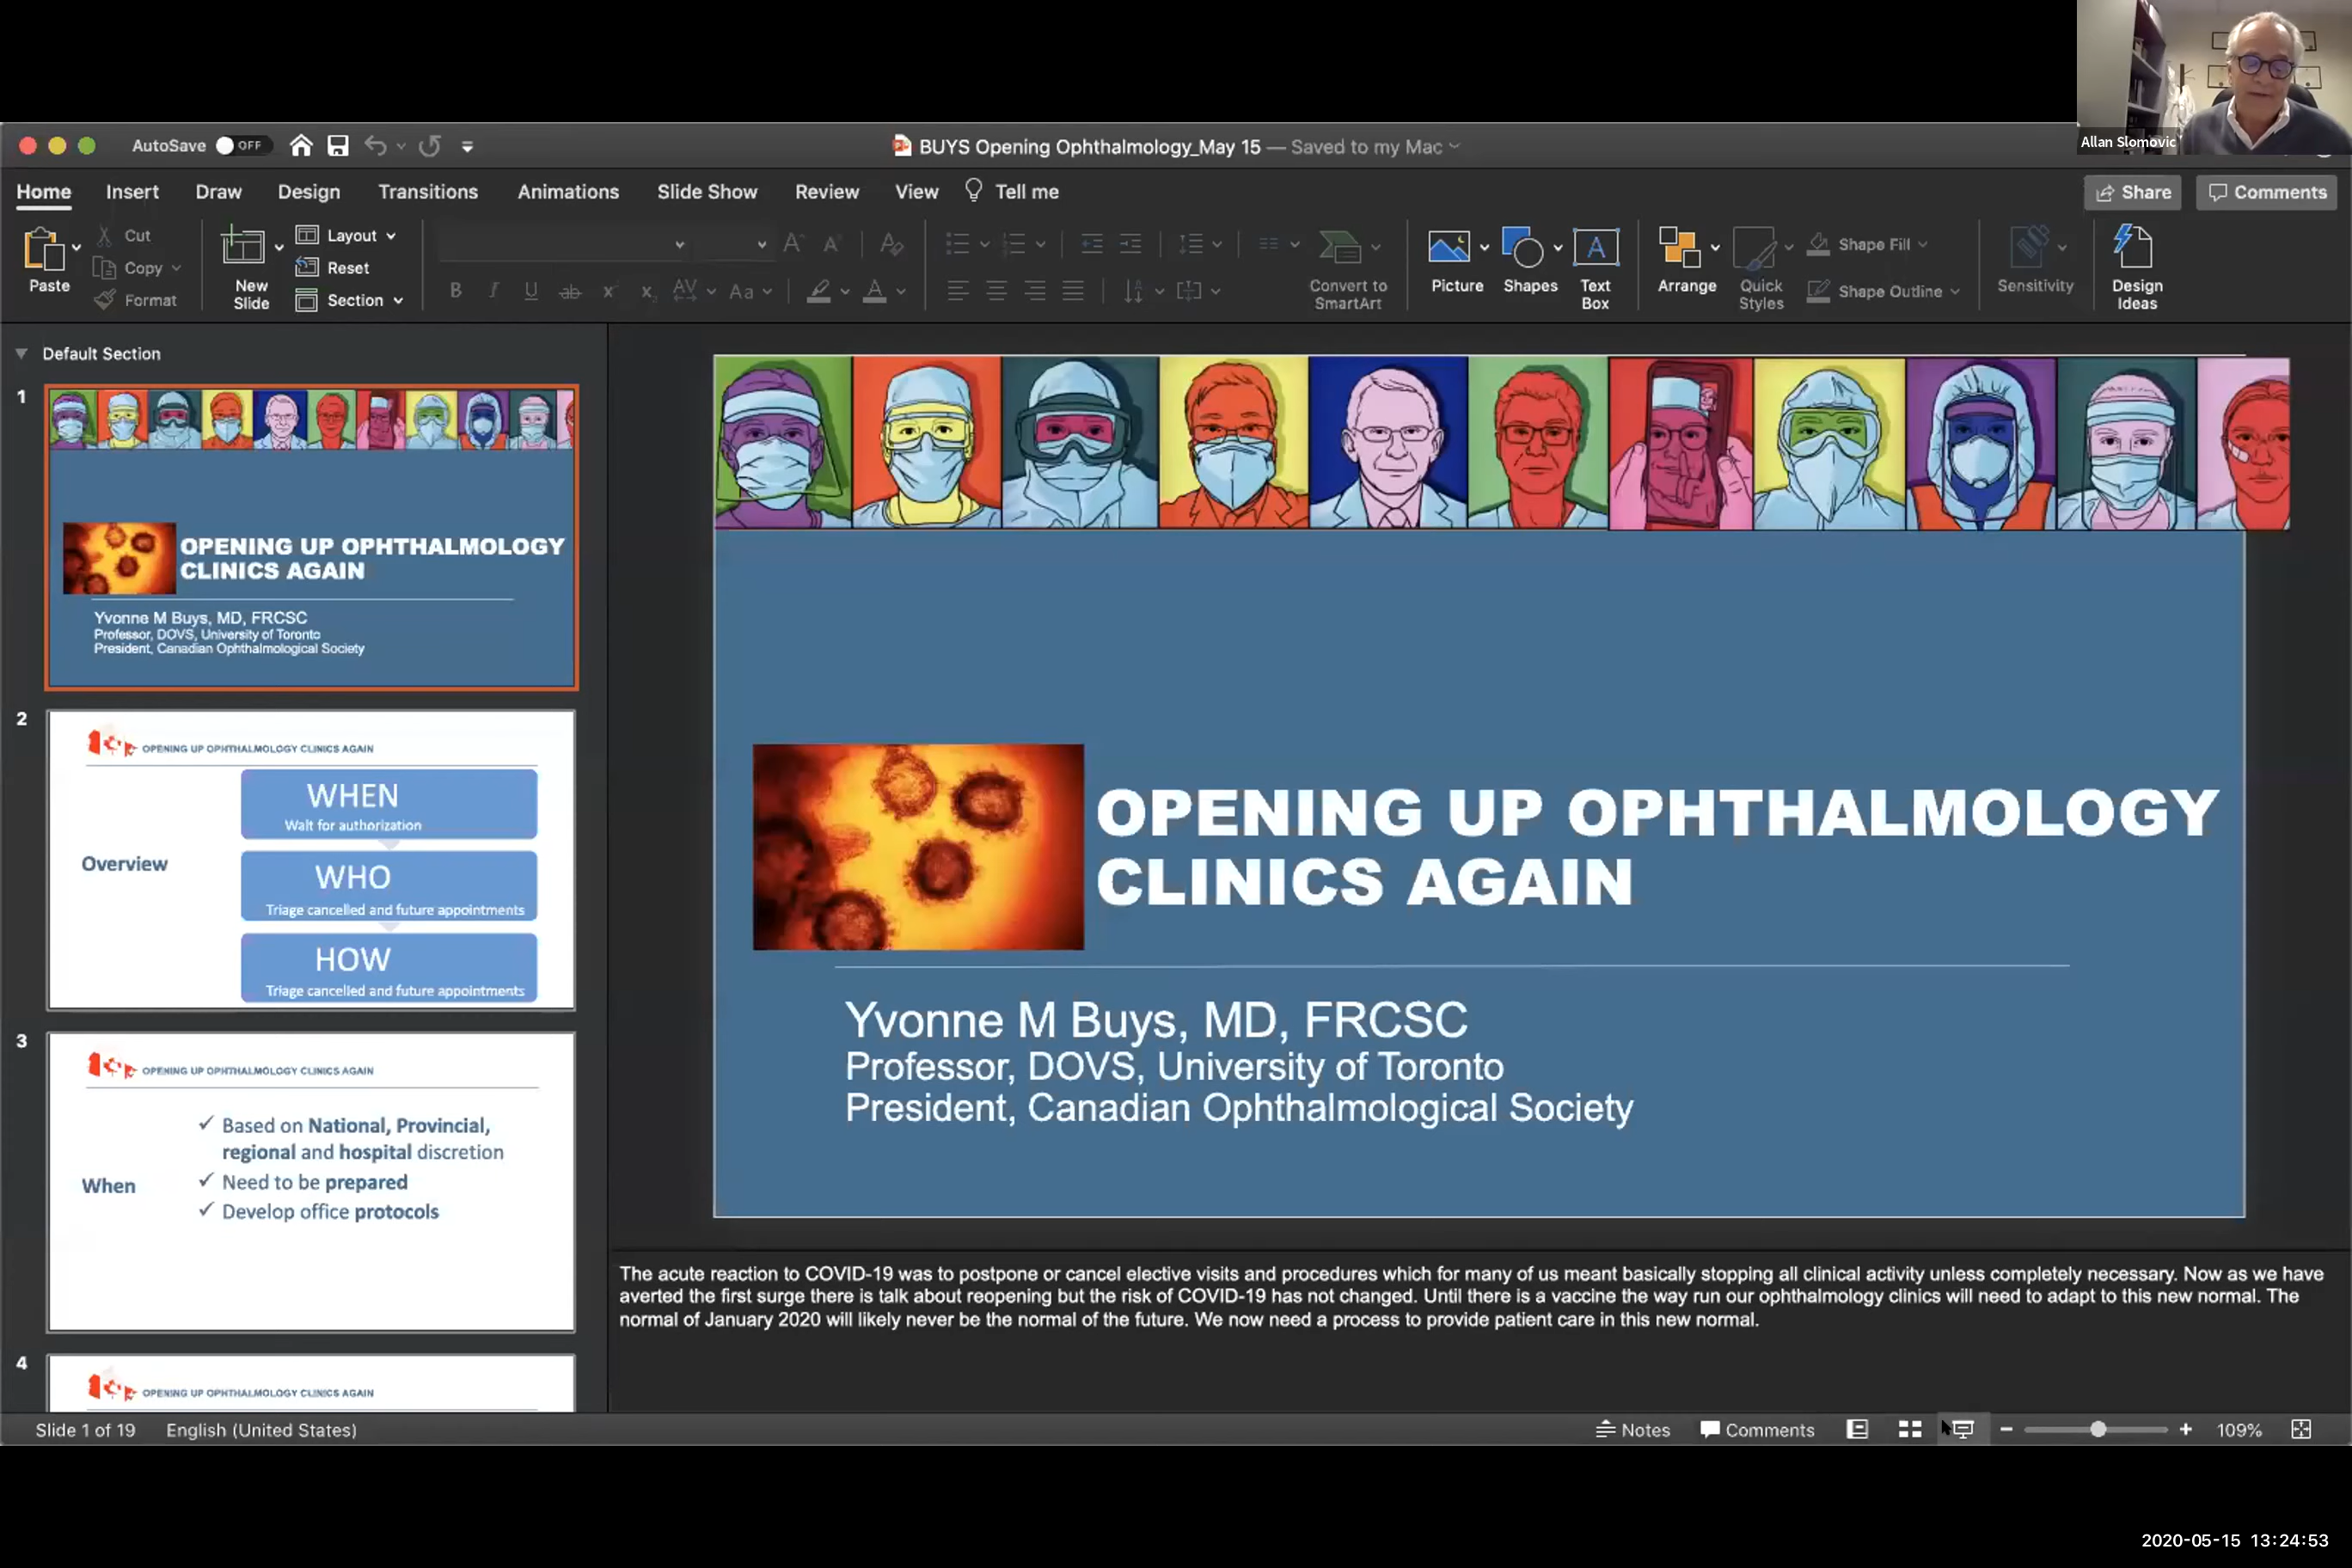 Allan Slomovic
AutoSave OFF
BUYS Opening Ophthalmology_May 15 — Saved to my Mac
Home Insert Draw Design Transitions Animations Slide Show Review View Tell me
Share Comments
Paste
Cut
Copy
Format
New Slide
Layout
Reset
Section
B I U ab x x AV Aa A
Convert to SmartArt
Picture
Shapes
Text Box
A
Arrange
Quick Styles
Shape Fill
Shape Outline
Sensitivity
Design Ideas
Default Section
1
OPENING UP OPHTHALMOLOGY
CLINICS AGAIN
Yvonne M Buys, MD, FRCSC
Professor, DOVS, University of Toronto
President, Canadian Ophthalmological Society
2
OPENING UP OPHTHALMOLOGY CLINICS AGAIN
Overview
WHEN
Wait for authorization
WHO
Triage cancelled and future appointments
HOW
Triage cancelled and future appointments
3
OPENING UP OPHTHALMOLOGY CLINICS AGAIN
When
✓ Based on National, Provincial,
regional and hospital discretion
✓ Need to be prepared
✓ Develop office protocols
4
OPENING UP OPHTHALMOLOGY CLINICS AGAIN
OPENING UP OPHTHALMOLOGY
CLINICS AGAIN
Yvonne M Buys, MD, FRCSC
Professor, DOVS, University of Toronto
President, Canadian Ophthalmological Society
The acute reaction to COVID-19 was to postpone or cancel elective visits and procedures which for many of us meant basically stopping all clinical activity unless completely necessary. Now as we have
averted the first surge there is talk about reopening but the risk of COVID-19 has not changed. Until there is a vaccine the way run our ophthalmology clinics will need to adapt to this new normal. The
normal of January 2020 will likely never be the normal of the future. We now need a process to provide patient care in this new normal.
Slide 1 of 19 English (United States)
Notes Comments 109%
2020-05-15 13:24:53